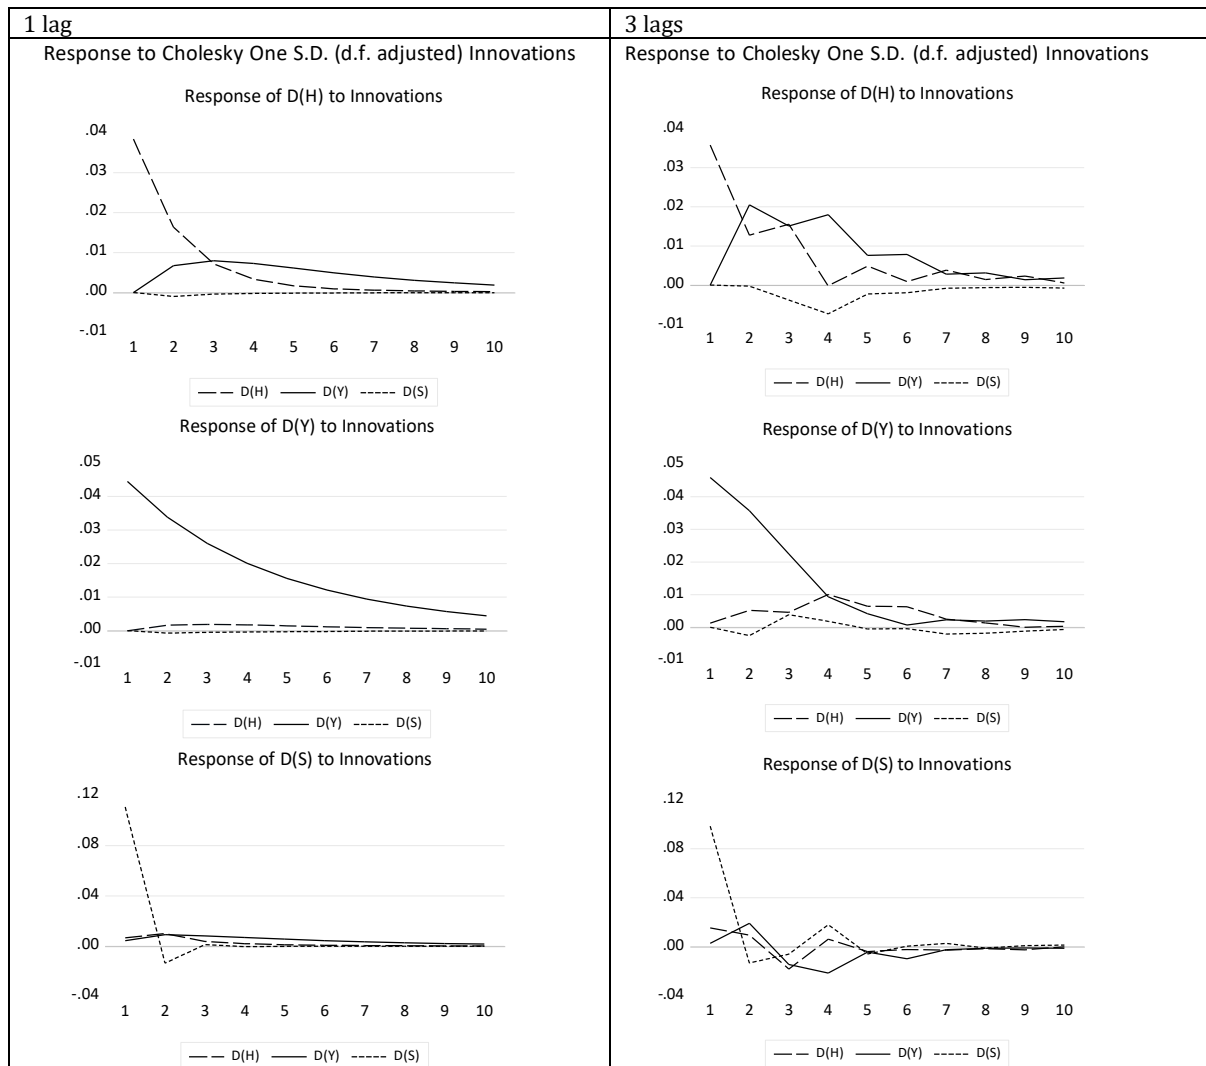 1 lag
Response to Cholesky One S.D. (d.f. adjusted) Innovations
Response of D(H) to Innovations
.04
.03
.02
.01
.00
-.01
1 2 3 4 5 6 7 8 9 10
D(H) D(Y) D(S)
Response of D(Y) to Innovations
.05
.04
.03
.02
.01
.00
-.01
1 2 3 4 5 6 7 8 9 10
D(H) D(Y) D(S)
Response of D(S) to Innovations
.12
.08
.04
.00
-.04
1 2 3 4 5 6 7 8 9 10
D(H) D(Y) D(S)
3 lags
Response to Cholesky One S.D. (d.f. adjusted) Innovations
Response of D(H) to Innovations
.04
.03
.02
.01
.00
-.01
1 2 3 4 5 6 7 8 9 10
D(H) D(Y) D(S)
Response of D(Y) to Innovations
.05
.04
.03
.02
.01
.00
-.01
1 2 3 4 5 6 7 8 9 10
D(H) D(Y) D(S)
Response of D(S) to Innovations
.12
.08
.04
.00
-.04
1 2 3 4 5 6 7 8 9 10
D(H) D(Y) D(S)